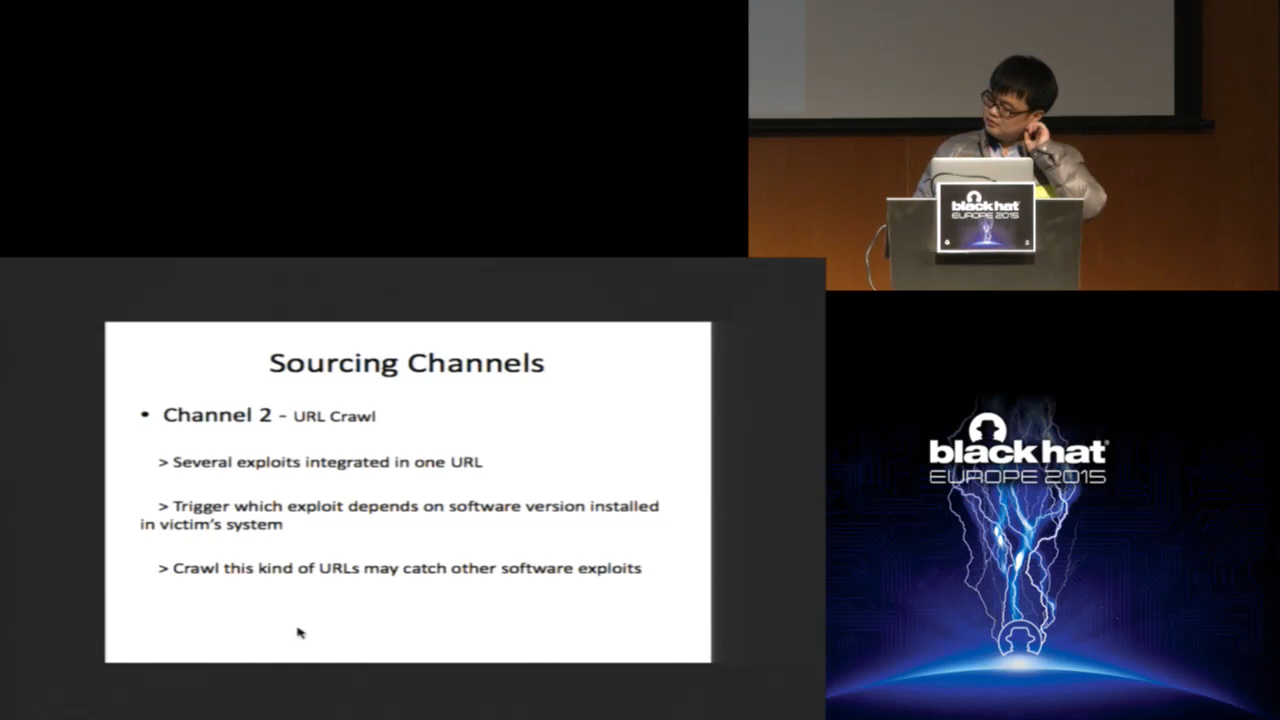 black hat
EUROPE 2015
Sourcing Channels
• Channel 2 - URL Crawl
> Several exploits integrated in one URL
> Trigger which exploit depends on software version installed
in victim's system
> Crawl this kind of URLs may catch other software exploits
black hat
EUROPE 2015